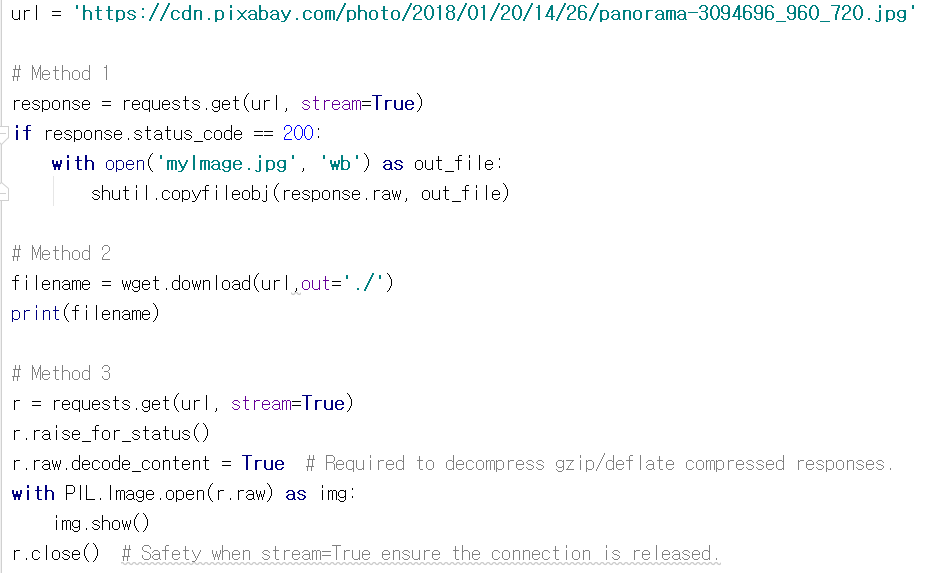 url = 'https://cdn.pixabay.com/photo/2018/01/20/14/26/panorama-3094696_960_720.jpg'
# Method 1
response = requests.get(url, stream=True)
if response.status_code == 200:
    with open('myImage.jpg', 'wb') as out_file:
        shutil.copyfileobj(response.raw, out_file)
# Method 2
filename = wget.download(url,out='./')
print(filename)
# Method 3
r = requests.get(url, stream=True)
r.raise_for_status()
r.raw.decode_content = True  # Required to decompress gzip/deflate compressed responses.
with PIL.Image.open(r.raw) as img:
    img.show()
r.close()  # Safety when stream=True ensure the connection is released.